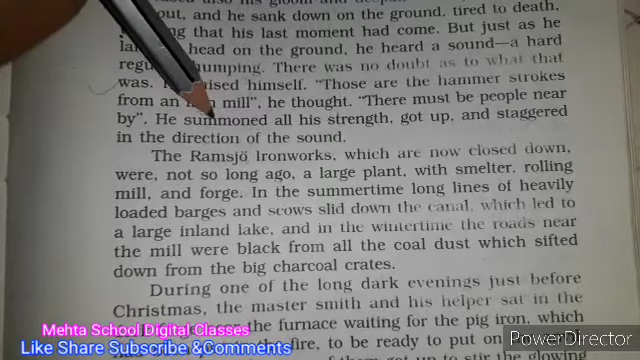 out, and he sank down on the ground, tired to death,
that his last moment had come. But just as he
head on the ground, he heard a sound—a hard
humping. There was no doubt as to what that
was. himself. “Those are the hammer strokes
from an mill”, he thought. “There must be people near
by”. He summoned all his strength, got up, and staggered
in the direction of the sound.
The Ramsjö Ironworks, which are now closed down,
were, not so long ago, a large plant, with smelter, rolling
mill, and forge. In the summertime long lines of heavily
loaded barges and scows slid down the canal, which led to
a large inland lake, and in the wintertime the roads near
the mill were black from all the coal dust which sifted
down from the big charcoal crates.
During one of the long dark evenings just before
Christmas, the master smith and his helper sat in the
the furnace waiting for the pig iron, which
fire, to be ready to put on
to stir the glowing
Mehta School Digital Classes
Like Share Subscribe &Comments
PowerDirector